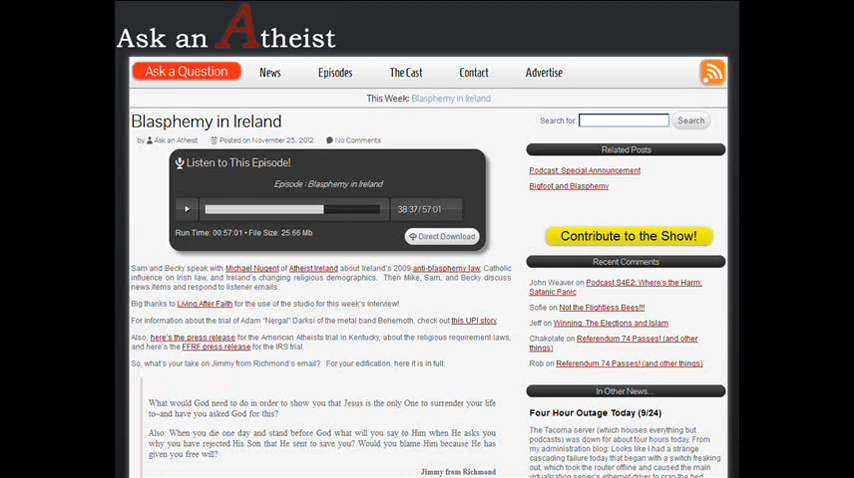 Ask an Atheist
Ask a Question
News
Episodes
The Cast
Contact
Advertise
This Week: Blasphemy in Ireland
Blasphemy in Ireland
by Ask an Atheist Posted on November 25, 2012 No Comments
Listen to This Episode!
Episode : Blasphemy in Ireland
38:37/57:01
Run Time: 00:57:01 • File Size: 25.66 Mb
Direct Download
Sam and Becky speak with Michael Nugent of Atheist Ireland about Ireland's 2009 anti-blasphemy law, Catholic
influence on Irish law, and Ireland's changing religious demographics. Then Mike, Sam, and Becky discuss
news items and respond to listener emails.
Big thanks to Living After Faith for the use of the studio for this week's interview!
For information about the trial of Adam "Nergal" Darksi of the metal band Behemoth, check out this UPI story.
Also, here's the press release for the American Atheists trial in Kentucky, about the religious requirement laws,
and here's the FFRF press release for the IRS trial.
So, what's your take on Jimmy from Richmond's email? For your edification, here it is in full:
What would God need to do in order to show you that Jesus is the only One to surrender your life
to–and have you asked God for this?
Also: When you die one day and stand before God what will you say to Him when He asks you
why you have rejected His Son that He sent to save you? Would you blame Him because He has
given you free will?
Jimmy from Richmond
Search for:
Search
Related Posts
Podcast: Special Announcement
Bigfoot and Blasphemy
Contribute to the Show!
Recent Comments
John Weaver on Podcast S4E2: Where's the Harm:
Satanic Panic
Sofie on Not the Flightless Bees!!!!
Jeff on Winning: The Elections and Islam
Chakolate on Referendum 74 Passes! (and other
things)
Rob on Referendum 74 Passes! (and other things)
In Other News...
Four Hour Outage Today (9/24)
The Tacoma server (which houses everything but
podcasts) was down for about four hours today. From
my administration blog: Looks like I had a strange
cascading failure today that began with a switch freaking
out, which took the router offline and caused the main
virtualization server's ethernet driver to crap the bed.